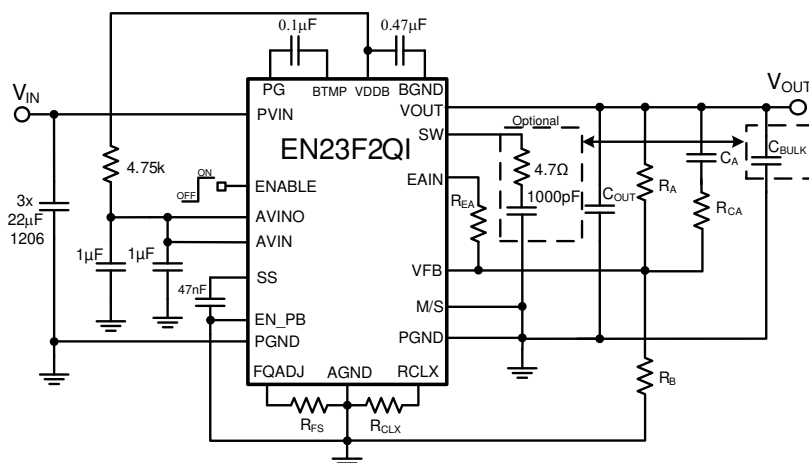 0.1µF
0.47µF
PG
BTMP
VDDB
BGND
V_IN
PVIN
VOUT
V_OUT
SW
Optional
EN23F2QI
4.75k
4.7Ω
C_A
C_BULK
ON
OFF
ENABLE
EAIN
1000pF
C_OUT
R_A
R_CA
R_EA
3x
22µF
1206
AVINO
AVIN
1µF
1µF
SS
VFB
47nF
M/S
EN_PB
PGND
PGND
FQADJ
AGND
RCLX
R_B
R_FS
R_CLX